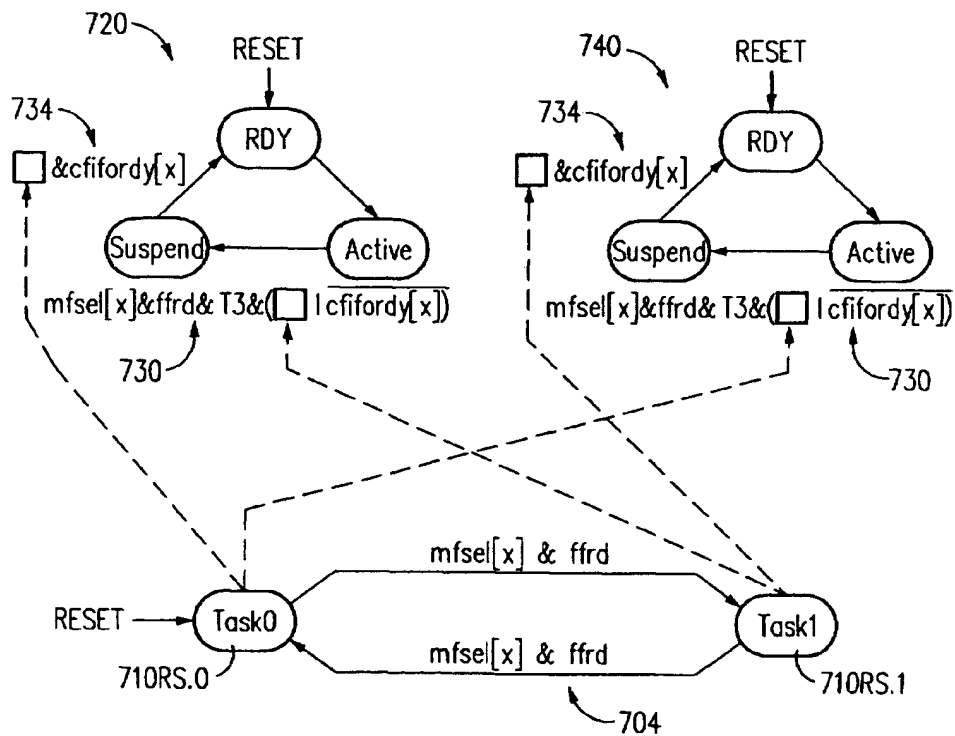 720
RESET
740
RESET
734
RDY
734
RDY
□ &cfifordy[x]
□ &cfifordy[x]
Suspend
Active
Suspend
Active
mfsel[x]&ffrd& T3&(□ | cfifordy[x])
mfsel[x]&ffrd& T3&(□ | cfifordy[x])
730
730
mfsel[x] & ffrd
RESET
Task0
Task1
mfsel[x] & ffrd
710RS.0
710RS.1
704